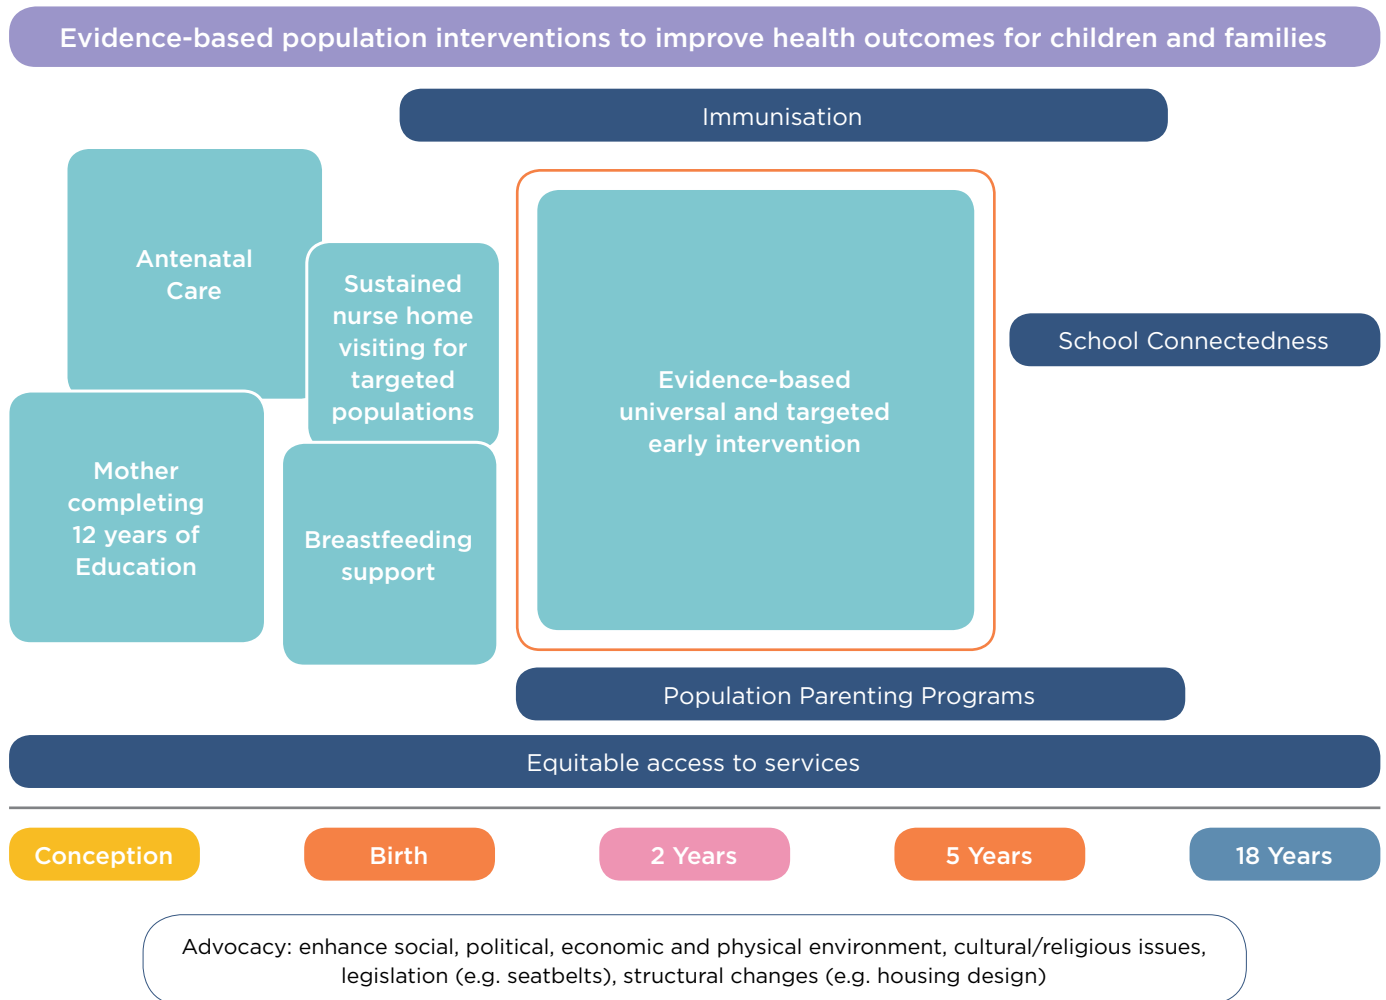 Evidence-based population interventions to improve health outcomes for children and families
Immunisation
Antenatal
Care
Sustained
nurse home
visiting for
targeted
populations
Evidence-based
universal and targeted
early intervention
School Connectedness
Mother
completing
12 years of
Education
Breastfeeding
support
Population Parenting Programs
Equitable access to services
Conception
Birth
2 Years
5 Years
18 Years
Advocacy: enhance social, political, economic and physical environment, cultural/religious issues,
legislation (e.g. seatbelts), structural changes (e.g. housing design)